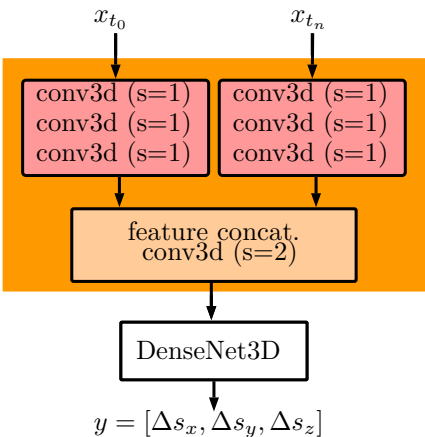 x_{t_0} x_{t_n}
conv3d (s=1) conv3d (s=1)
conv3d (s=1) conv3d (s=1)
conv3d (s=1) conv3d (s=1)
feature concat.
conv3d (s=2)
DenseNet3D
y = [Δs_x, Δs_y, Δs_z]